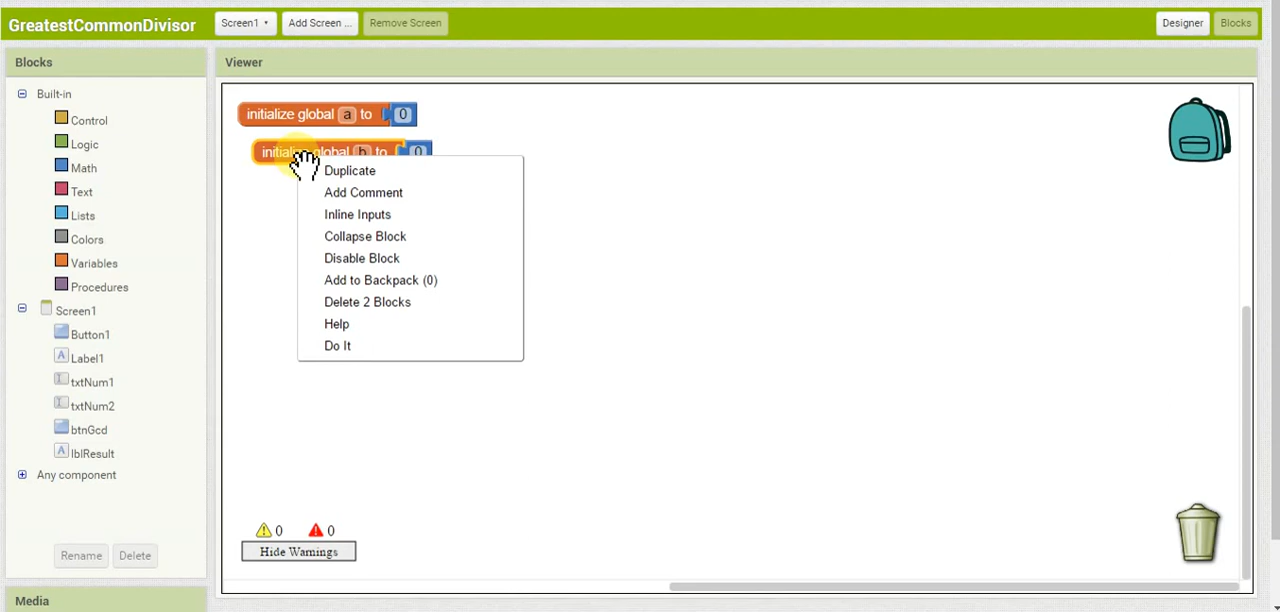 GreatestCommonDivisor
Screen1
Add Screen ...
Remove Screen
Designer
Blocks
Blocks
Viewer
Built-in
Control
Logic
Math
Text
Lists
Colors
Variables
Procedures
Screen1
Button1
Label1
txtNum1
txtNum2
btnGcd
lblResult
Any component
Rename
Delete
Media
initialize global a to 0
initialize global b to 0
Duplicate
Add Comment
Inline Inputs
Collapse Block
Disable Block
Add to Backpack (0)
Delete 2 Blocks
Help
Do It
0
0
Hide Warnings